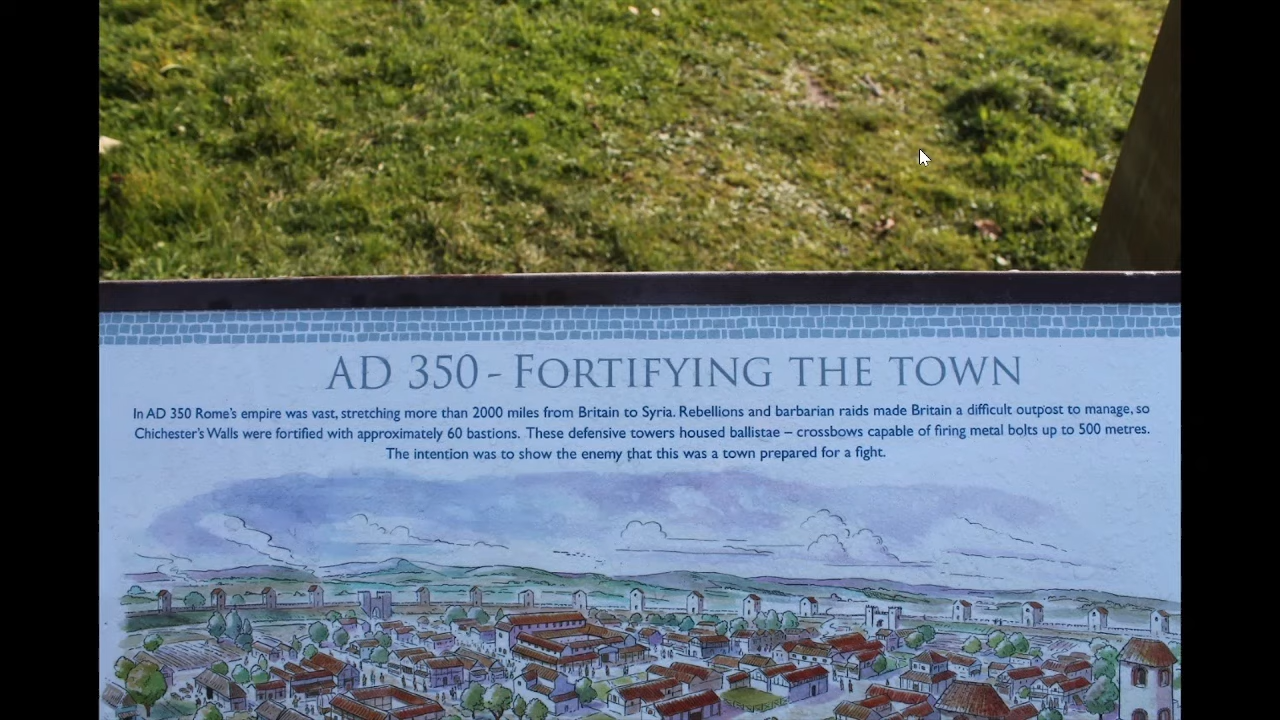 AD 350 - FORTIFYING THE TOWN
In AD 350 Rome's empire was vast, stretching more than 2000 miles from Britain to Syria. Rebellions and barbarian raids made Britain a difficult outpost to manage, so
Chichester's Walls were fortified with approximately 60 bastions. These defensive towers housed ballistae – crossbows capable of firing metal bolts up to 500 metres.
The intention was to show the enemy that this was a town prepared for a fight.